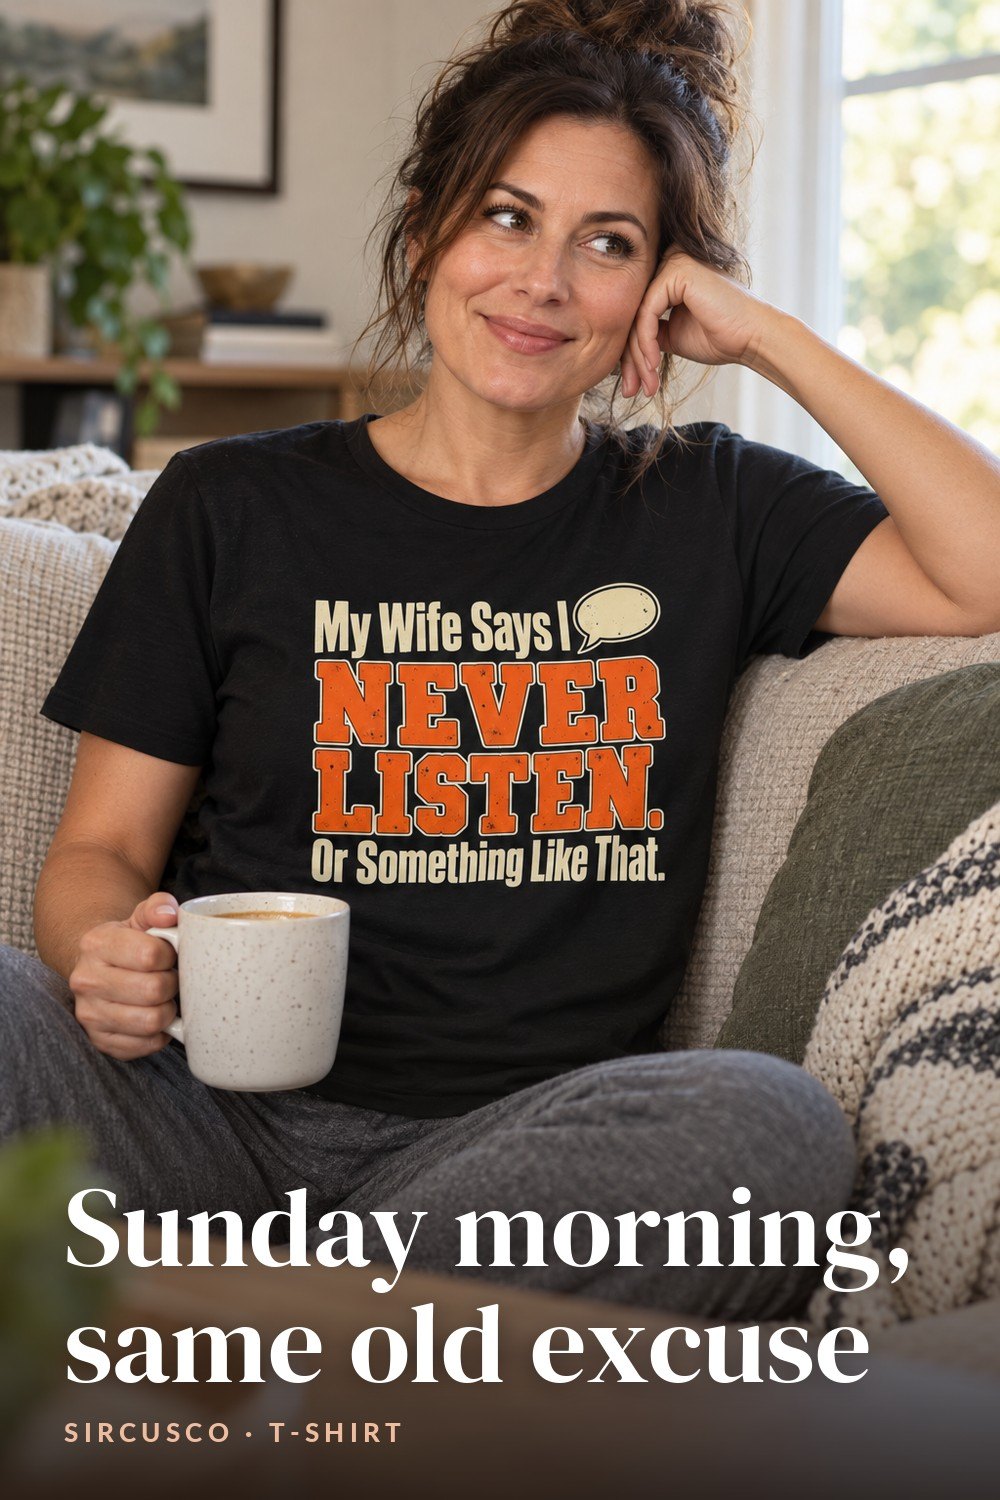 My Wife Says I
NEVER
LISTEN.
Or Something Like That.
Sunday morning,
same old excuse
SIRCUSCO · T-SHIRT